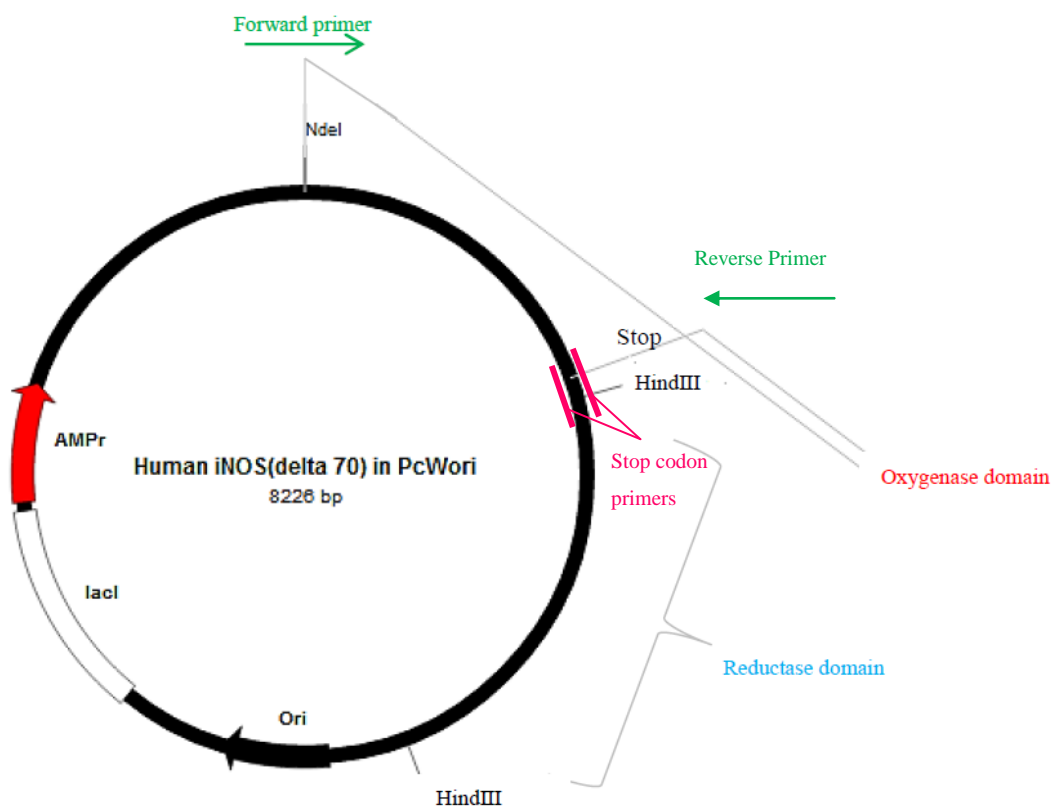 Forward primer
NdeI
Reverse Primer
Stop
HindIII
AMPr
Human iNOS(delta 70) in PcWori
8226 bp
Stop codon
primers
Oxygenase domain
lacI
Reductase domain
Ori
HindIII